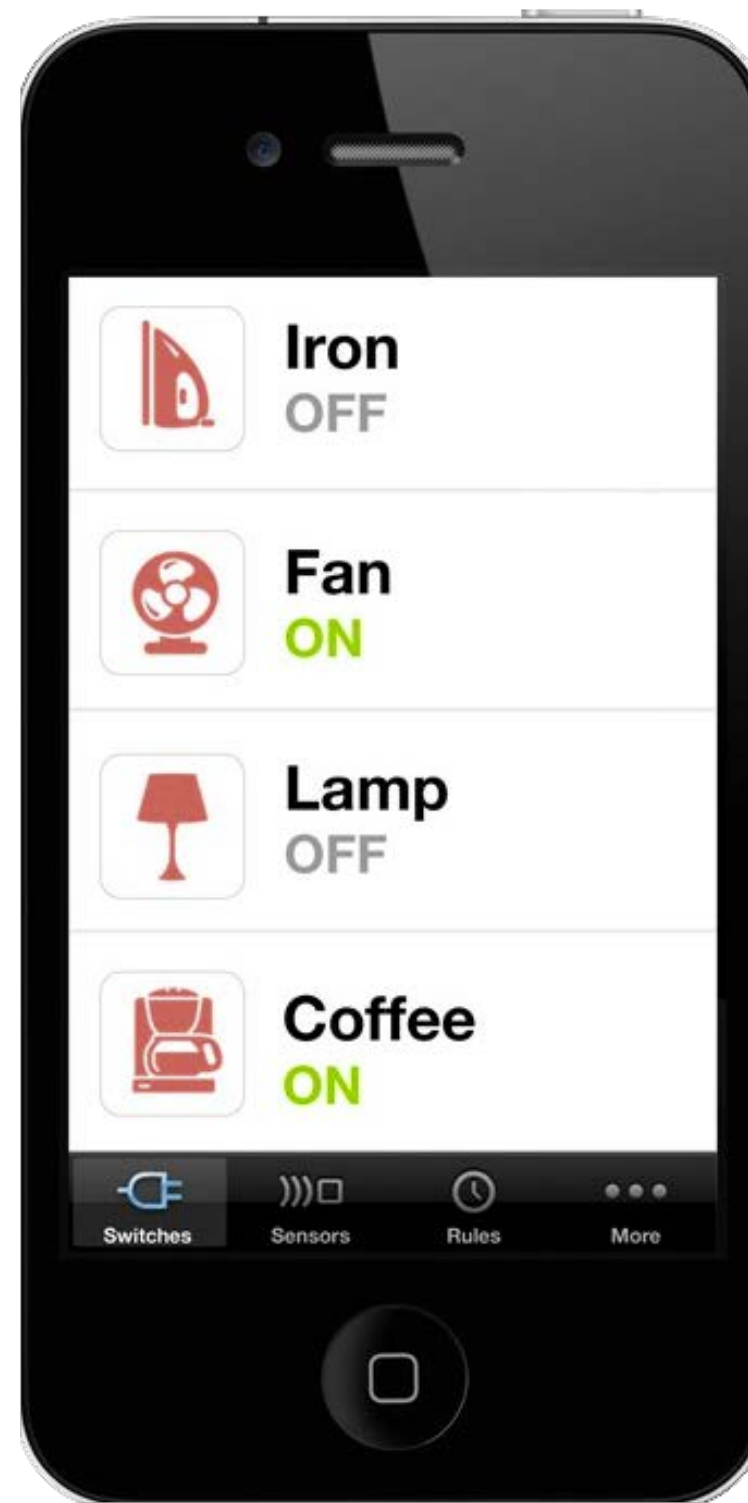 Iron
OFF
Fan
ON
Lamp
OFF
Coffee
ON
Switches Sensors Rules More